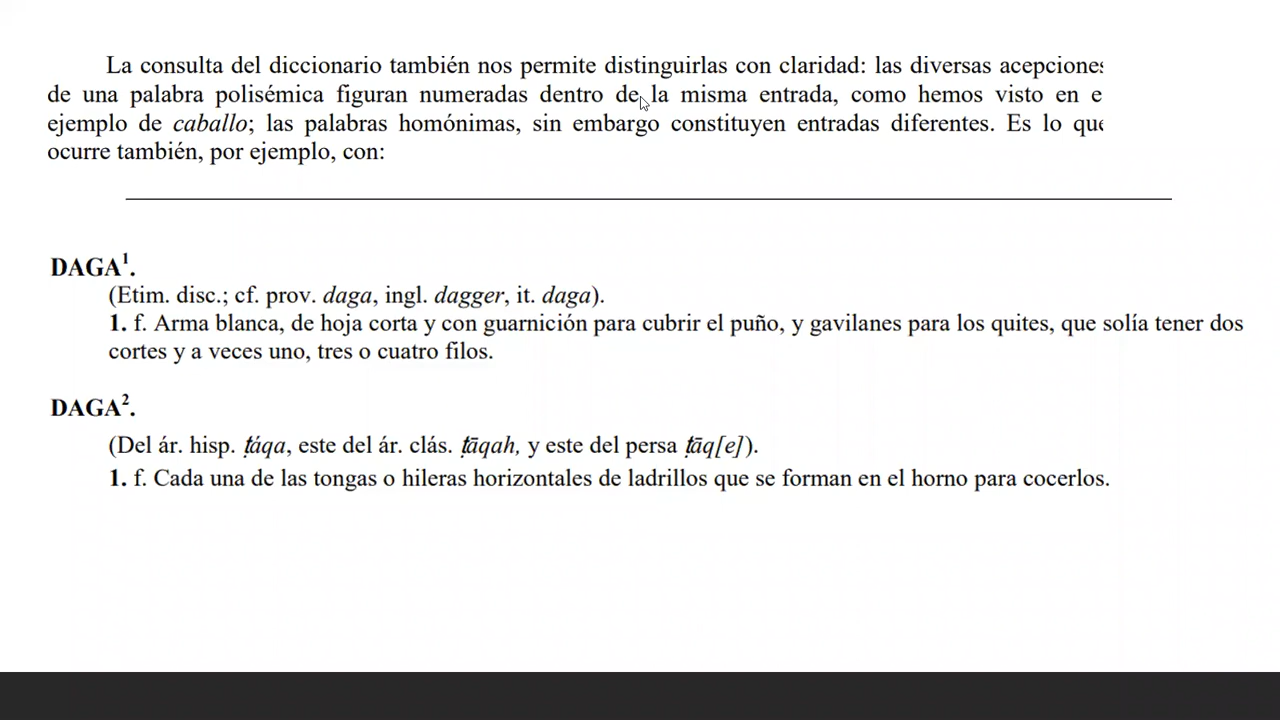 La consulta del diccionario también nos permite distinguirlas con claridad: las diversas acepciones
de una palabra polisémica figuran numeradas dentro de la misma entrada, como hemos visto en e
ejemplo de caballo; las palabras homónimas, sin embargo constituyen entradas diferentes. Es lo que
ocurre también, por ejemplo, con:
DAGA¹.
(Etim. disc.; cf. prov. daga, ingl. dagger, it. daga).
1. f. Arma blanca, de hoja corta y con guarnición para cubrir el puño, y gavilanes para los quites, que solía tener dos
cortes y a veces uno, tres o cuatro filos.
DAGA².
(Del ár. hisp. ṭáqa, este del ár. clás. ṭāqah, y este del persa ṭāq[e]).
1. f. Cada una de las tongas o hileras horizontales de ladrillos que se forman en el horno para cocerlos.